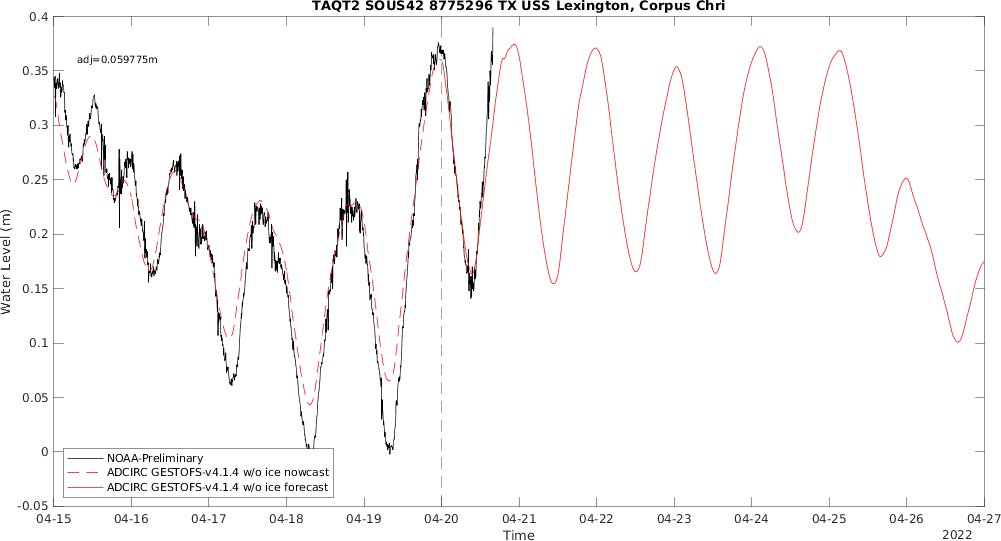 TAQT2 SOUS42 8775296 TX USS Lexington, Corpus Chri
adj=0.059775m
0.4
0.35
0.3
0.25
0.2
0.15
0.1
0.05
0
-0.05
Water Level (m)
NOAA-Preliminary
ADCIRC GESTOFS-v4.1.4 w/o ice nowcast
ADCIRC GESTOFS-v4.1.4 w/o ice forecast
04-15 04-16 04-17 04-18 04-19 04-20 04-21 04-22 04-23 04-24 04-25 04-26 04-27
Time
2022